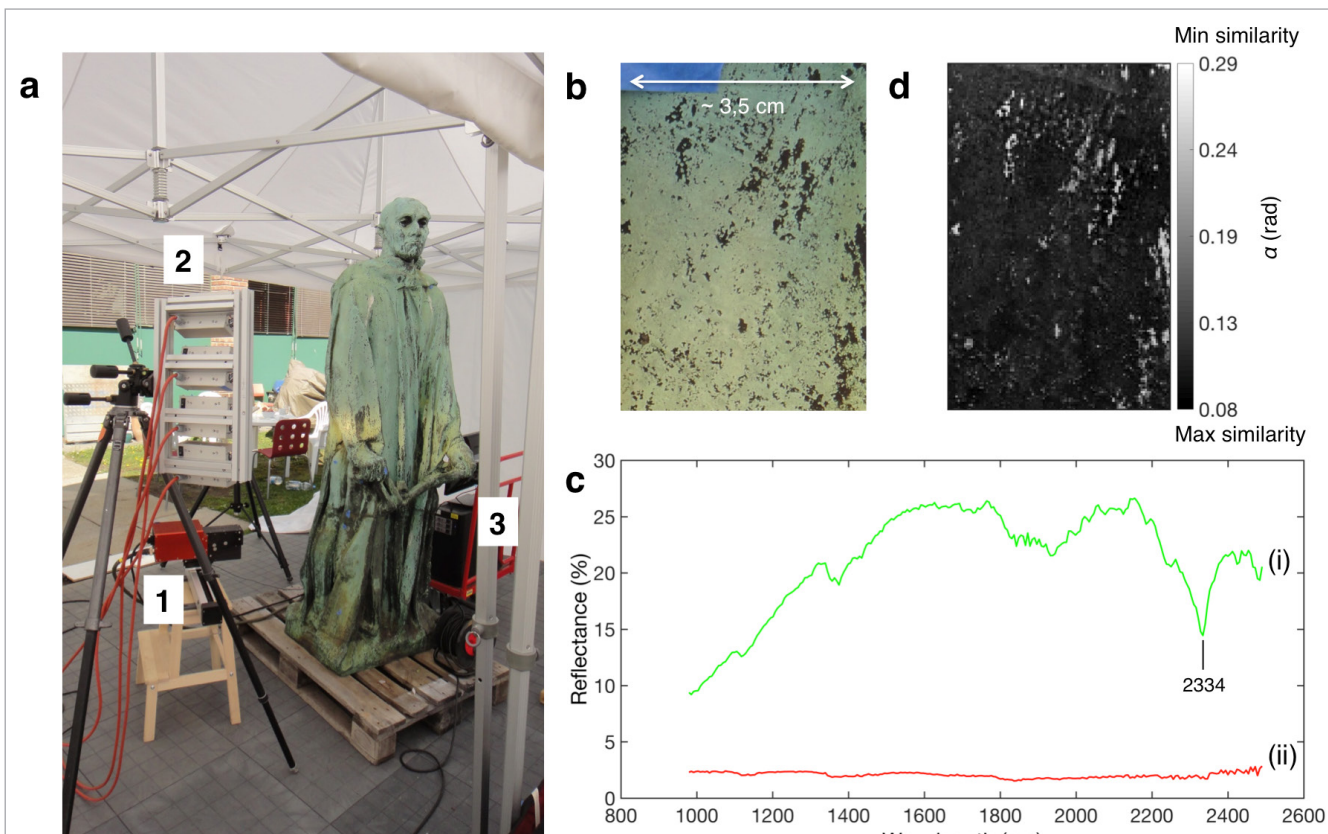 a
2
1
3
b
~ 3,5 cm
d
Min similarity
0.29
0.24
0.19
0.13
0.08
α (rad)
Max similarity
c
30
25
20
15
10
5
0
Reflectance (%)
(i)
2334
(ii)
800 1000 1200 1400 1600 1800 2000 2200 2400 2600